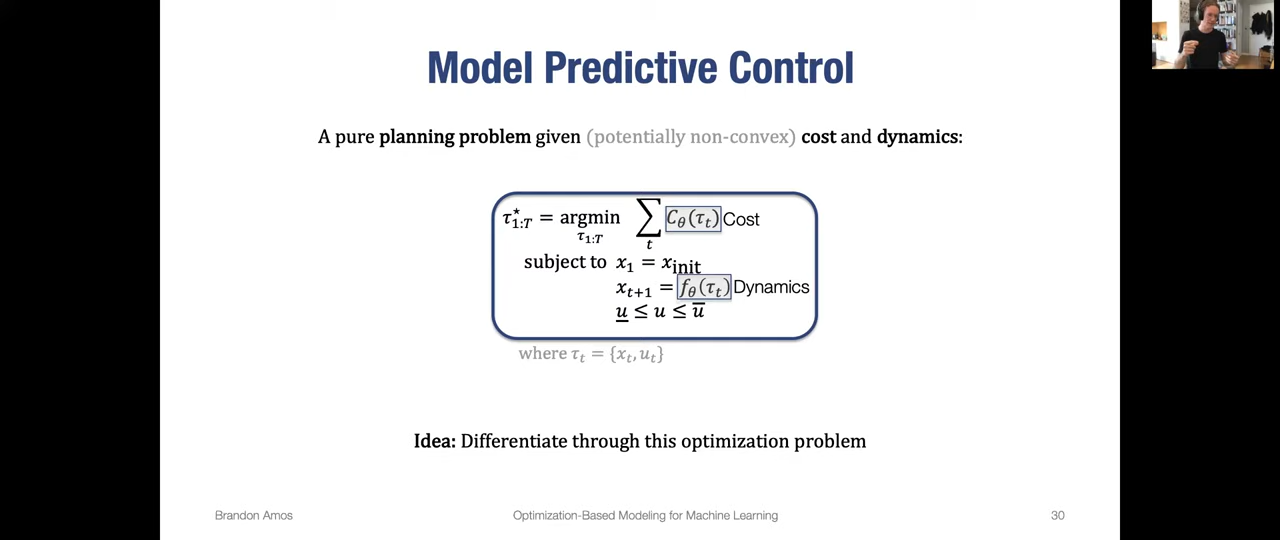 Model Predictive Control
A pure planning problem given (potentially non-convex) cost and dynamics:
τ⋆1:T = argmin τ1:T ∑t Cθ(τt) Cost
subject to x1 = xinit
xt+1 = fθ(τt) Dynamics
u ≤ u ≤ u̅
where τt = {xt, ut}
Idea: Differentiate through this optimization problem
Brandon Amos Optimization-Based Modeling for Machine Learning 30